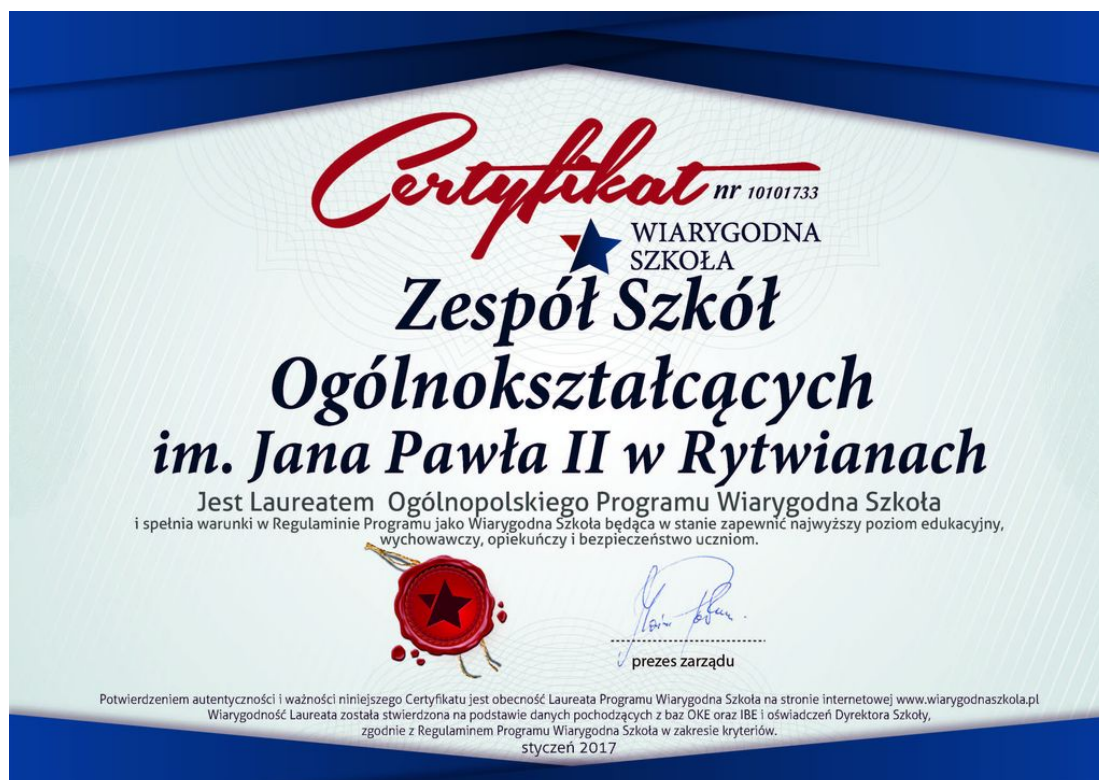 Certyfikat nr 10101733
WIARYGODNA
SZKOŁA
Zespół Szkół
Ogólnokształcących
im. Jana Pawła II w Rytwianach
Jest Laureatem Ogólnopolskiego Programu Wiarygodna Szkoła
i spełnia warunki w Regulaminie Programu jako Wiarygodna Szkoła będąca w stanie zapewnić najwyższy poziom edukacyjny,
wychowawczy, opiekuńczy i bezpieczeństwo uczniom.
prezes zarządu
Potwierdzeniem autentyczności i ważności niniejszego Certyfikatu jest obecność Laureata Programu Wiarygodna Szkoła na stronie internetowej www.wiarygodnaszkola.pl
Wiarygodność Laureata została stwierdzona na podstawie danych pochodzących z baz OKE oraz IBE i oświadczeń Dyrektora Szkoły,
zgodnie z Regulaminem Programu Wiarygodna Szkoła w zakresie kryteriów.
styczeń 2017